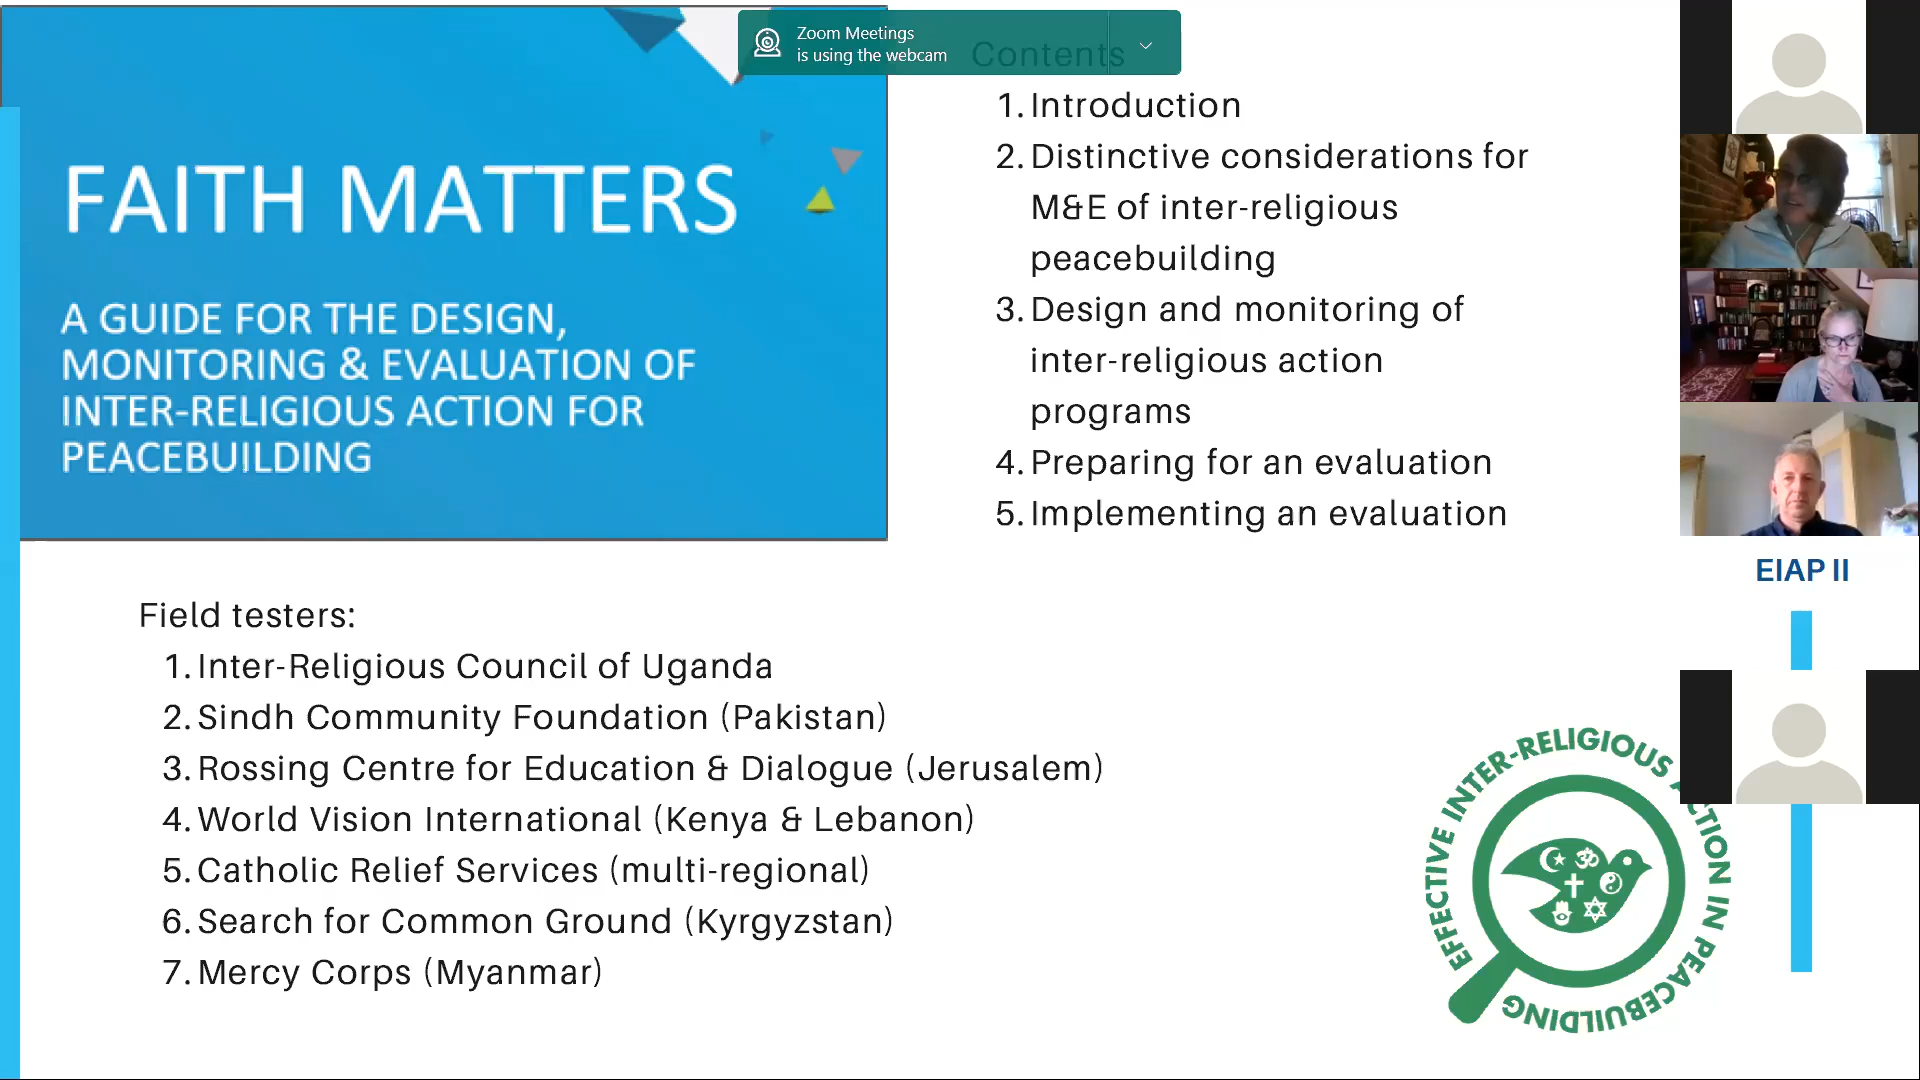 Zoom Meetings
is using the webcam
FAITH MATTERS
A GUIDE FOR THE DESIGN,
MONITORING & EVALUATION OF
INTER-RELIGIOUS ACTION FOR
PEACEBUILDING
Contents
1. Introduction
2. Distinctive considerations for
M&E of inter-religious
peacebuilding
3. Design and monitoring of
inter-religious action
programs
4. Preparing for an evaluation
5. Implementing an evaluation
EIAP II
Field testers:
1. Inter-Religious Council of Uganda
2. Sindh Community Foundation (Pakistan)
3. Rossing Centre for Education & Dialogue (Jerusalem)
4. World Vision International (Kenya & Lebanon)
5. Catholic Relief Services (multi-regional)
6. Search for Common Ground (Kyrgyzstan)
7. Mercy Corps (Myanmar)
EFFECTIVE INTER-RELIGIOUS ACTION IN PEACEBUILDING
ॐ